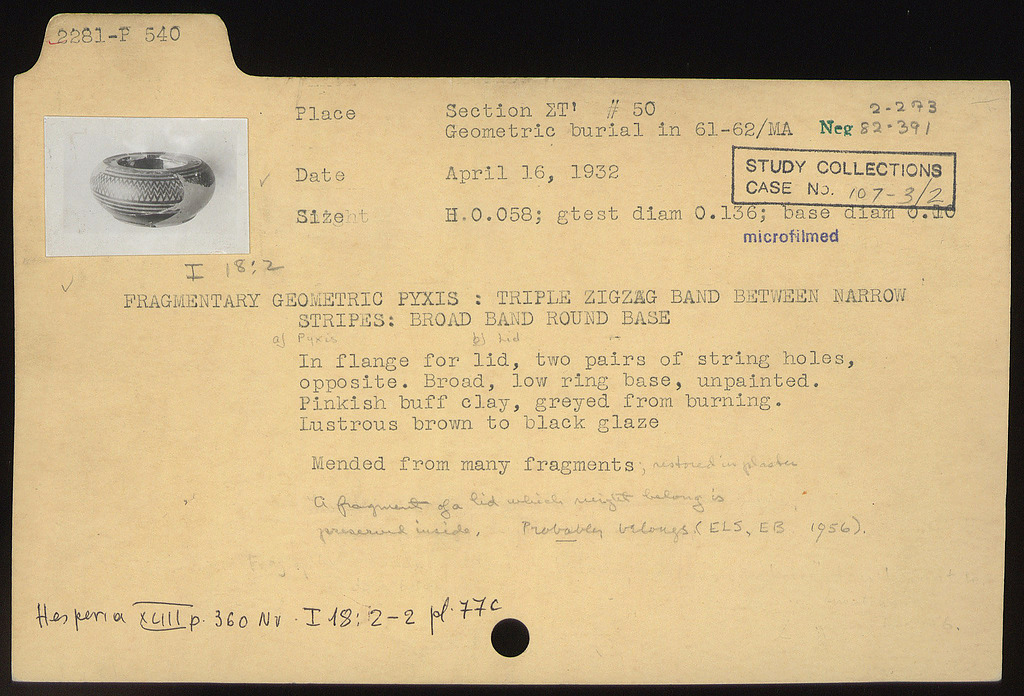 2281-P 540
Place Section ΣT' # 50
Geometric burial in 61-62/MA
2-273
Neg 82-391
Date April 16, 1932
STUDY COLLECTIONS
CASE No. 107-3/2
Size H.0.058; gtest diam 0.136; base diam 0.10
microfilmed
I 18:2
FRAGMENTARY GEOMETRIC PYXIS : TRIPLE ZIGZAG BAND BETWEEN NARROW
STRIPES: BROAD BAND ROUND BASE
a) Pyxis b) Lid
In flange for lid, two pairs of string holes,
opposite. Broad, low ring base, unpainted.
Pinkish buff clay, greyed from burning.
Lustrous brown to black glaze
Mended from many fragments; restored in plaster
A fragment of a lid which might belong is
preserved inside. Probably belongs. (ELS, EB 1956).
Hesperia XLIII p. 360 Nv. I 18:2-2 pl. 77c